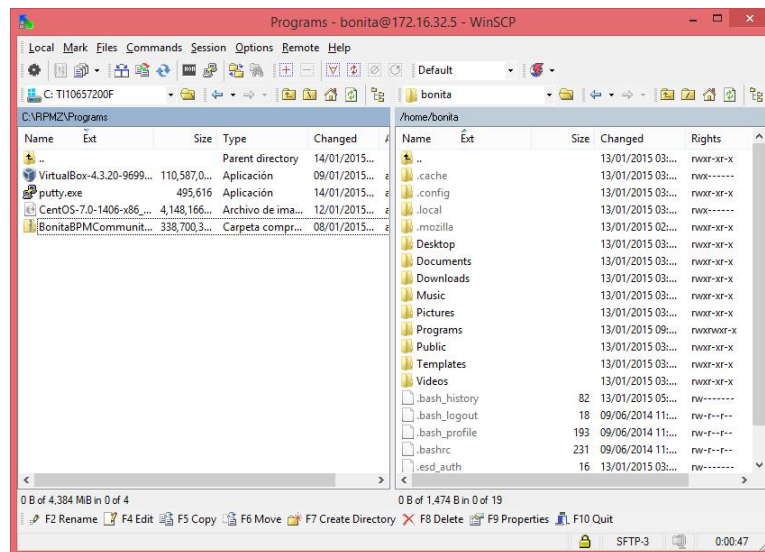 Programs - bonita@172.16.32.5 - WinSCP
Local Mark Files Commands Session Options Remote Help
Default
C: TI10657200F
bonita
C:\RPMZ\Programs
/home/bonita
Name Ext Size Type Changed
Name Ext Size Changed Rights
.. Parent directory 14/01/2015...
VirtualBox-4.3.20-9699... 110,587,0... Aplicación 09/01/2015...
putty.exe 495,616 Aplicación 14/01/2015...
CentOS-7.0-1406-x86_... 4,148,166... Archivo de ima... 12/01/2015...
BonitaBPMCommunit... 338,700,3... Carpeta compr... 08/01/2015...
.. 13/01/2015 03:... rwxr-xr-x
.cache 13/01/2015 03:... rwx------
.config 13/01/2015 03:... rwxr-xr-x
.local 13/01/2015 03:... rwx------
.mozilla 13/01/2015 02:... rwxr-xr-x
Desktop 13/01/2015 03:... rwxr-xr-x
Documents 13/01/2015 03:... rwxr-xr-x
Downloads 13/01/2015 03:... rwxr-xr-x
Music 13/01/2015 03:... rwxr-xr-x
Pictures 13/01/2015 03:... rwxr-xr-x
Programs 13/01/2015 09:... rwxrwxr-x
Public 13/01/2015 03:... rwxr-xr-x
Templates 13/01/2015 03:... rwxr-xr-x
Videos 13/01/2015 03:... rwxr-xr-x
.bash_history 82 13/01/2015 05:... rw-------
.bash_logout 18 09/06/2014 11:... rw-r--r--
.bash_profile 193 09/06/2014 11:... rw-r--r--
.bashrc 231 09/06/2014 11:... rw-r--r--
.esd_auth 16 13/01/2015 03:... rw-------
0 B of 4,384 MiB in 0 of 4
0 B of 1,474 B in 0 of 19
F2 Rename F4 Edit F5 Copy F6 Move F7 Create Directory F8 Delete F9 Properties F10 Quit
SFTP-3 0:00:47